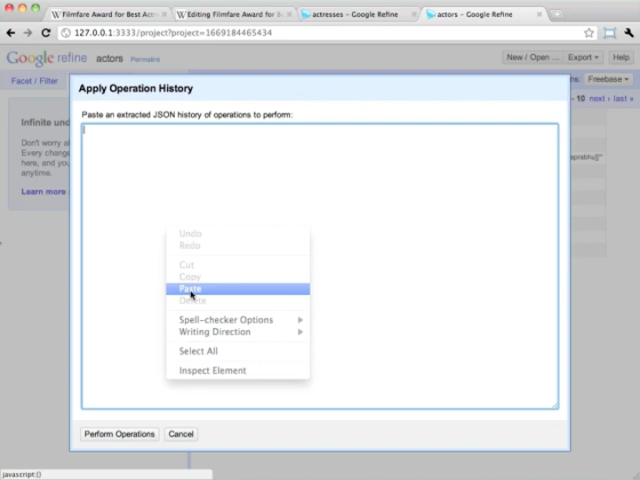 Filmfare Award for Best Act
Editing Filmfare Award for B
actresses – Google Refine
actors – Google Refine
127.0.0.1:3333/project?project=1669184465434
Google refine actors Permalink
New / Open ... Export Help
Facet / Filter
ns: Freebase
- 10 next › last »
Apply Operation History
Paste an extracted JSON history of operations to perform:
Infinite und
Don't worry a
Every change
here, and you
anytime.
Learn more
aprabhu]]""
Undo
Redo
Cut
Copy
Paste
Delete
Spell-checker Options
Writing Direction
Select All
Inspect Element
Perform Operations Cancel
javascript:{}